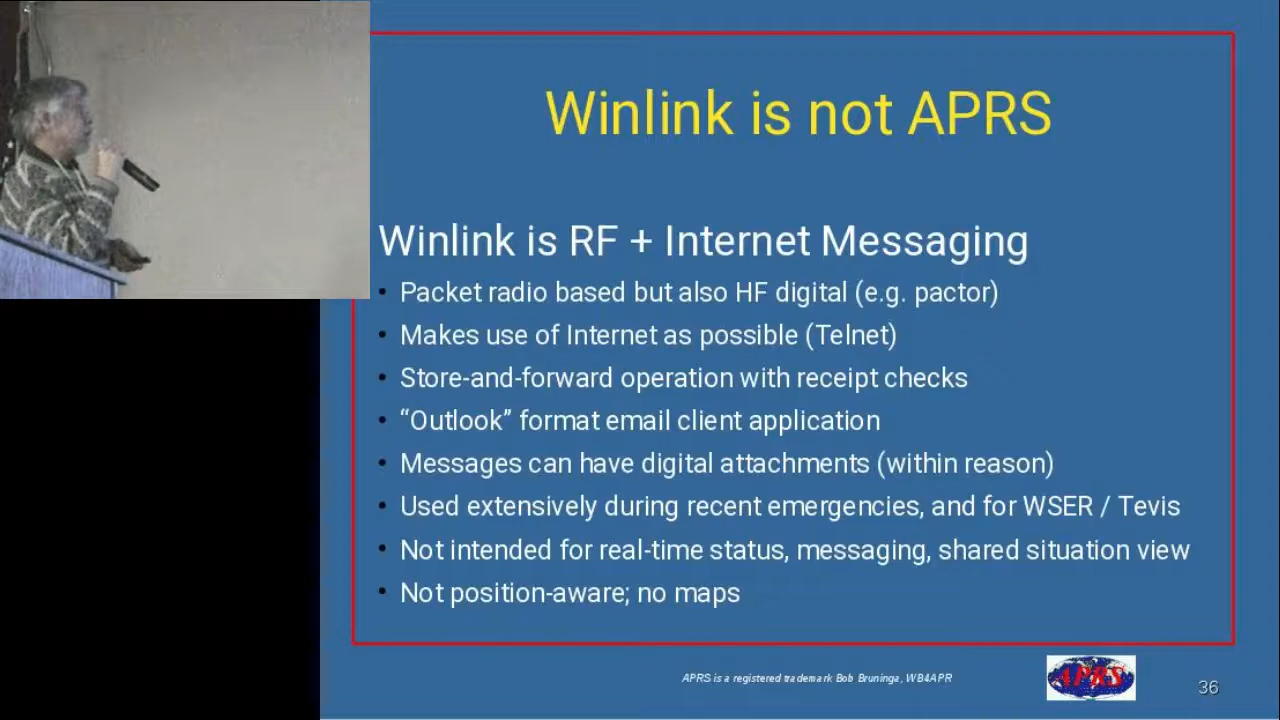 Winlink is not APRS
Winlink is RF + Internet Messaging
• Packet radio based but also HF digital (e.g. pactor)
• Makes use of Internet as possible (Telnet)
• Store-and-forward operation with receipt checks
• “Outlook” format email client application
• Messages can have digital attachments (within reason)
• Used extensively during recent emergencies, and for WSER / Tevis
• Not intended for real-time status, messaging, shared situation view
• Not position-aware; no maps
APRS is a registered trademark Bob Bruninga, WB4APR
APRS
36